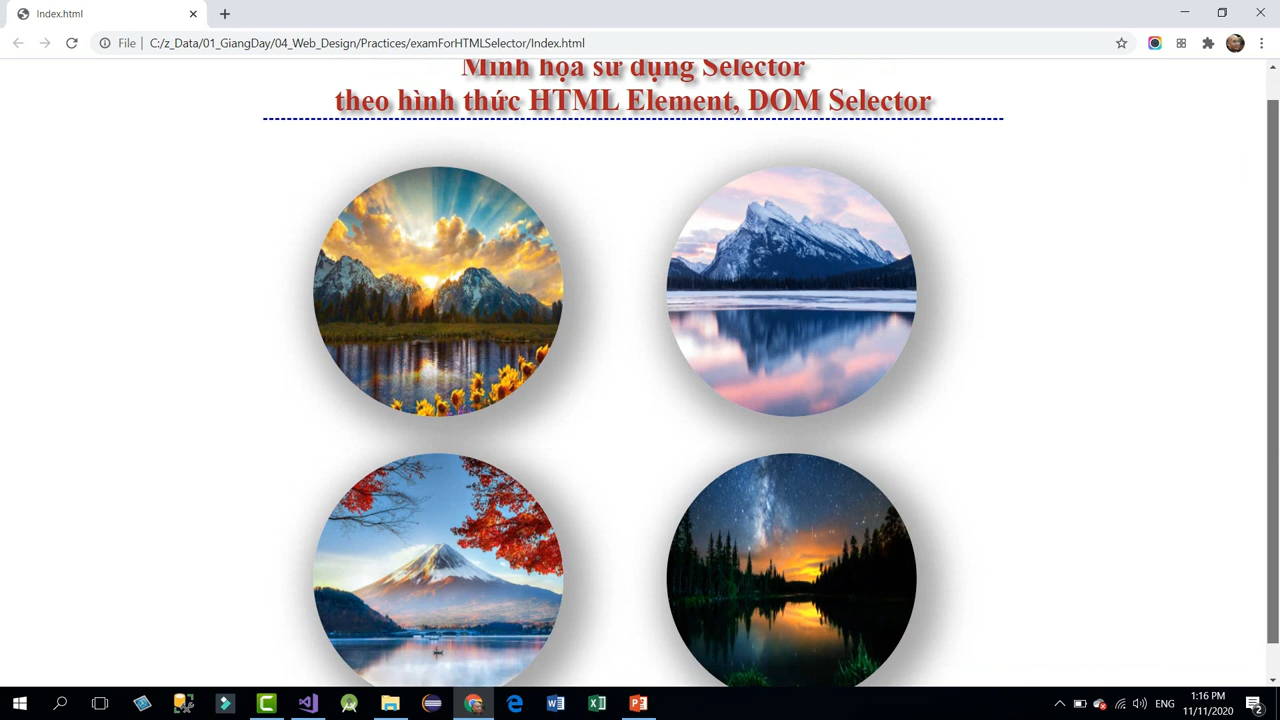 Index.html
File
C:/z_Data/01_GiangDay/04_Web_Design/Practices/examForHTMLSelector/Index.html
Minh họa sử dụng Selector
theo hình thức HTML Element, DOM Selector
ENG
1:16 PM
11/11/2020
2